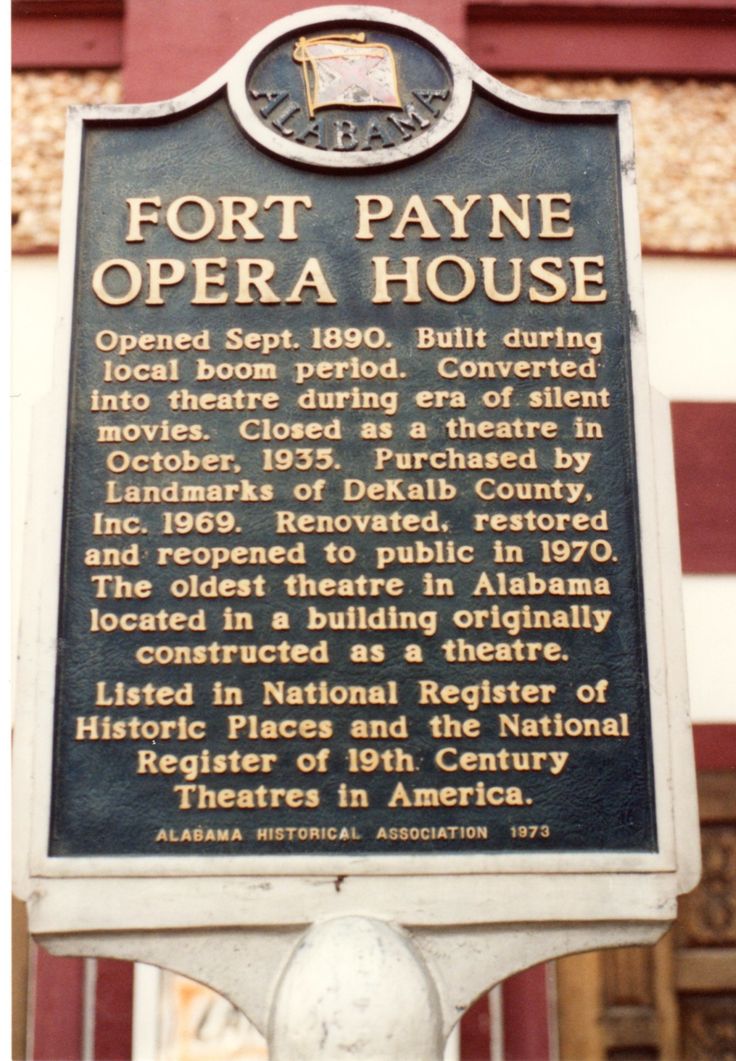 ALABAMA
FORT PAYNE
OPERA HOUSE
Opened Sept. 1890. Built during
local boom period. Converted
into theatre during era of silent
movies. Closed as a theatre in
October, 1935. Purchased by
Landmarks of DeKalb County,
Inc. 1969. Renovated, restored
and reopened to public in 1970.
The oldest theatre in Alabama
located in a building originally
constructed as a theatre.
Listed in National Register of
Historic Places and the National
Register of 19th Century
Theatres in America.
ALABAMA HISTORICAL ASSOCIATION 1973